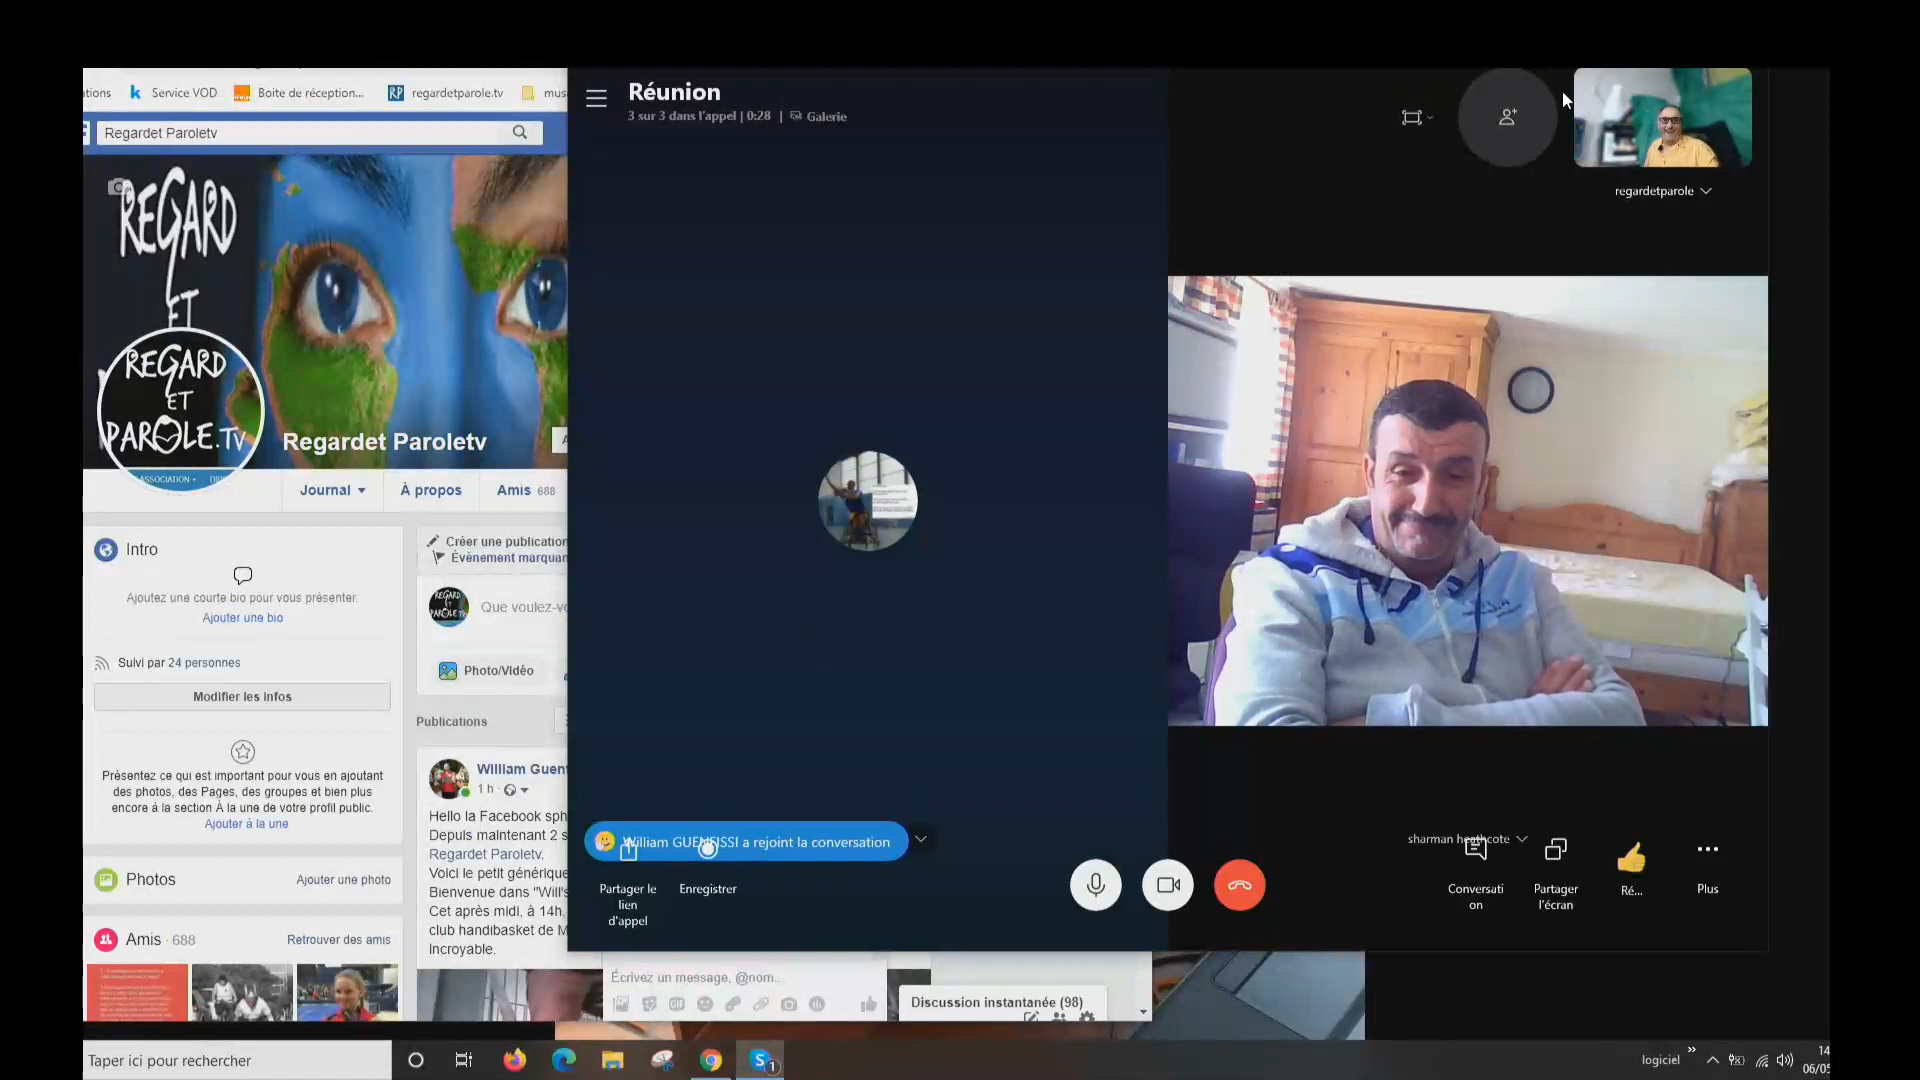 Service VOD
Boite de réception...
regardetparole.tv
Regardet Paroletv
REGARD
ET
REGARD
ET
PAROLE.TV
Regardet Paroletv
ASSOCIATION
Journal
À propos
Amis 688
Intro
Ajoutez une courte bio pour vous présenter.
Ajouter une bio
Suivi par 24 personnes
Modifier les infos
Présentez ce qui est important pour vous en ajoutant
des photos, des Pages, des groupes et bien plus
encore à la section À la une de votre profil public.
Ajouter à la une
Photos
Ajouter une photo
Amis · 688
Retrouver des amis
Créer une publication
Évènement marquan
Que voulez-vo
Photo/Vidéo
Publications
William Guen
1 h ·
Hello la Facebook sph
Depuis maintenant 2 s
Regardet Paroletv.
Voici le petit générique
Bienvenue dans "Will's
Cet après midi, à 14h,
club handibasket de M
Incroyable.
Réunion
3 sur 3 dans l'appel | 0:28 | Galerie
regardetparole
William GUENFISSI a rejoint la conversation
Partager le
lien
d'appel
Enregistrer
sharman heathcote
Conversati
on
Partager
l'écran
Ré...
Plus
Écrivez un message, @nom...
GIF
Discussion instantanée (98)
Taper ici pour rechercher
logiciel
14
06/05